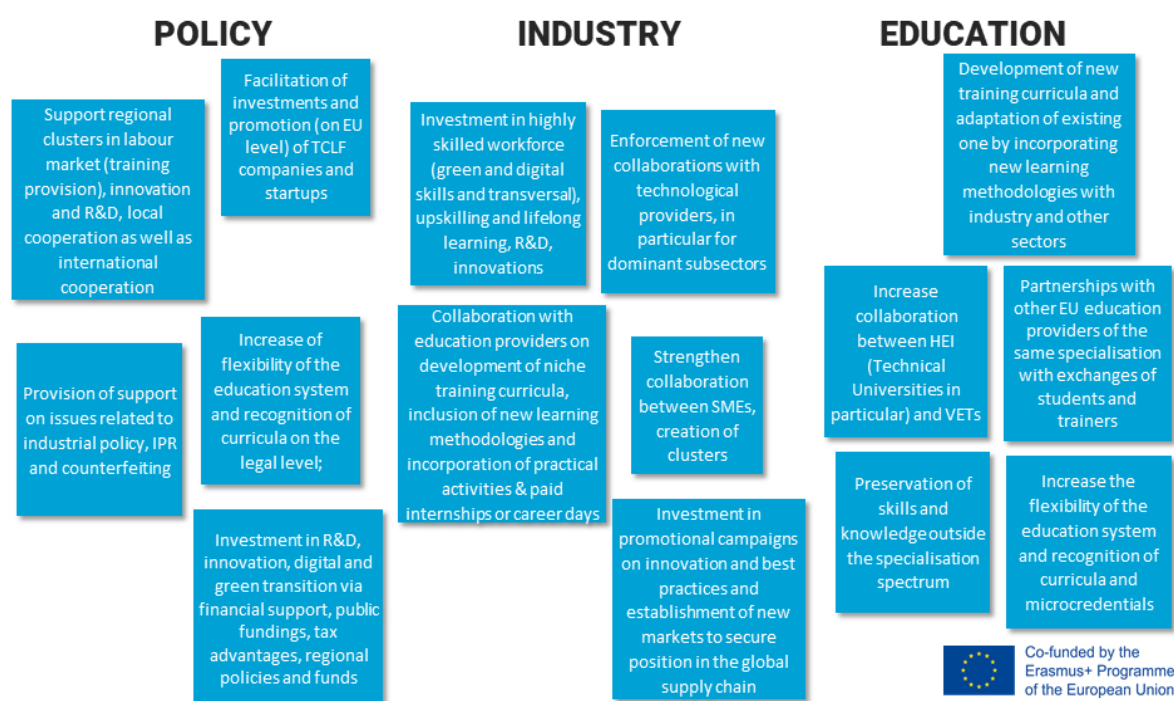 POLICY
INDUSTRY
EDUCATION
Support regional
clusters in labour
market (training
provision), innovation
and R&D, local
cooperation as well as
international
cooperation
Facilitation of
investments and
promotion (on EU
level) of TCLF
companies and
startups
Provision of support
on issues related to
industrial policy, IPR
and counterfeiting
Increase of
flexibility of the
education system
and recognition of
curricula on the
legal level;
Investment in R&D,
innovation, digital and
green transition via
financial support, public
fundings, tax
advantages, regional
policies and funds
Investment in highly
skilled workforce
(green and digital
skills and transversal),
upskilling and lifelong
learning, R&D,
innovations
Enforcement of new
collaborations with
technological
providers, in
particular for
dominant subsectors
Collaboration with
education providers on
development of niche
training curricula,
inclusion of new learning
methodologies and
incorporation of practical
activities & paid
internships or career days
Strengthen
collaboration
between SMEs,
creation of
clusters
Investment in
promotional campaigns
on innovation and best
practices and
establishment of new
markets to secure
position in the global
supply chain
Development of new
training curricula and
adaptation of existing
one by incorporating
new learning
methodologies with
industry and other
sectors
Increase
collaboration
between HEI
(Technical
Universities in
particular) and VETs
Partnerships with
other EU education
providers of the
same specialisation
with exchanges of
students and
trainers
Preservation of
skills and
knowledge outside
the specialisation
spectrum
Increase the
flexibility of the
education system
and recognition of
curricula and
microcredentials
Co-funded by the
Erasmus+ Programme
of the European Union